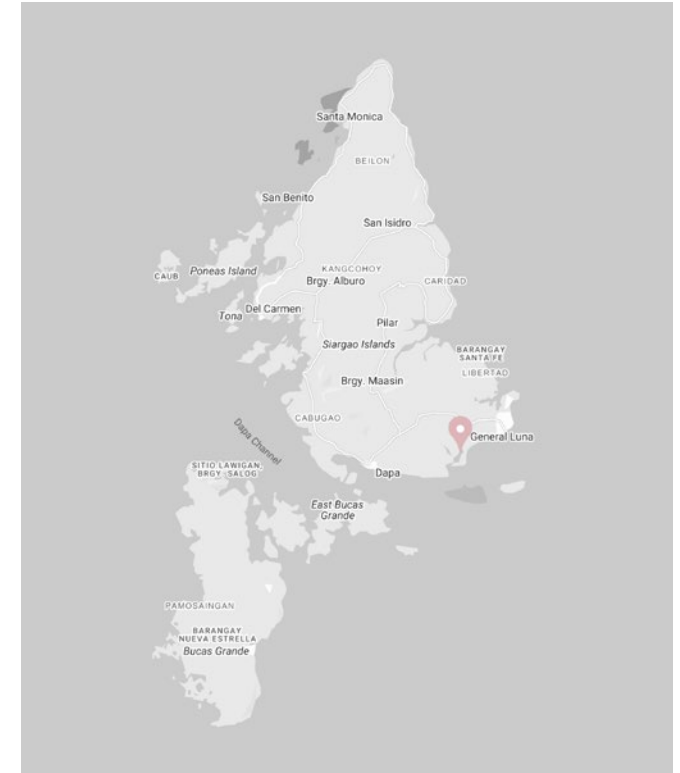 Santa Monica
BEILON
San Benito
San Isidro
KANGCOHOY
Poneas Island
CAUB
Brgy. Alburo
CARIDAD
Del Carmen
Tona
Pilar
Siargao Islands
BARANGAY
SANTA FE
LIBERTAD
Brgy. Maasin
CABUGAO
General Luna
Dapa Channel
SITIO LAWIGAN,
BRGY SALOG
Dapa
East Bucas
Grande
PAMOSAINGAN
BARANGAY
NUEVA ESTRELLA
Bucas Grande